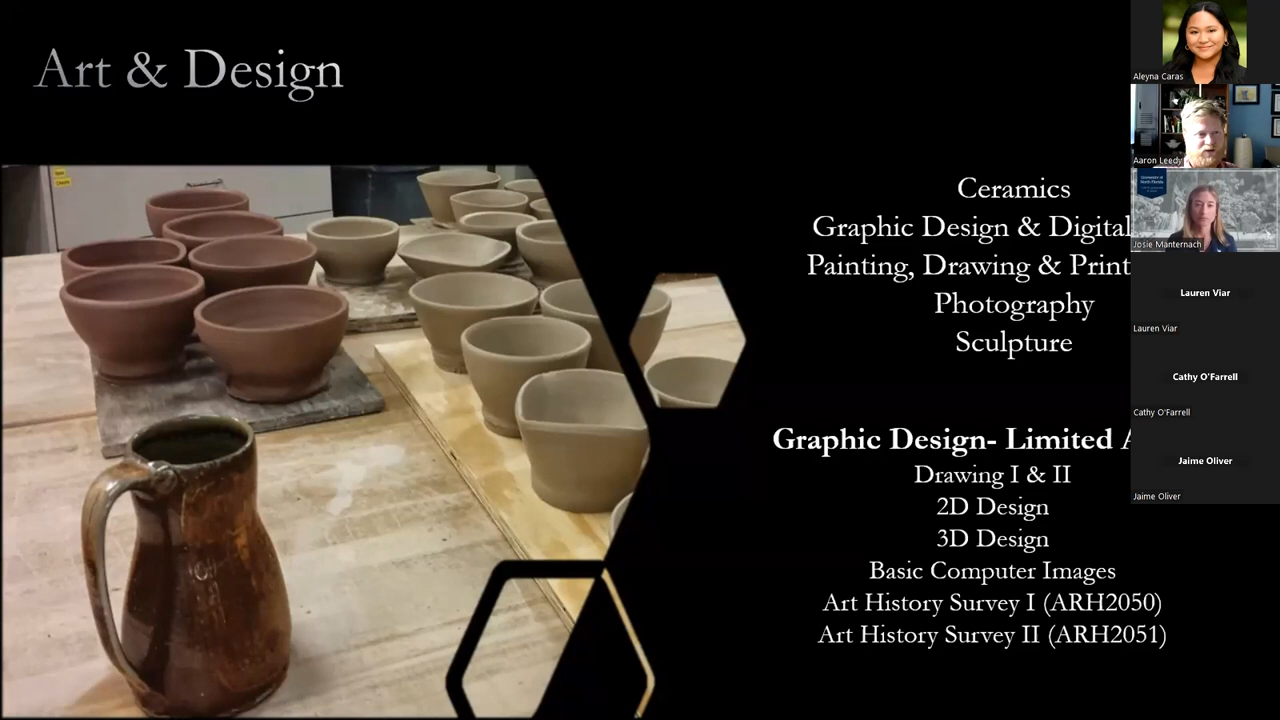 Art & Design
Ceramics
Graphic Design & Digital
Painting, Drawing & Print
Photography
Sculpture
Graphic Design- Limited
Drawing I & II
2D Design
3D Design
Basic Computer Images
Art History Survey I (ARH2050)
Art History Survey II (ARH2051)
Aleyna Caras
Aaron Leedy
Josie Manternach
Lauren Viar
Lauren Viar
Cathy O'Farrell
Cathy O'Farrell
Jaime Oliver
Jaime Oliver